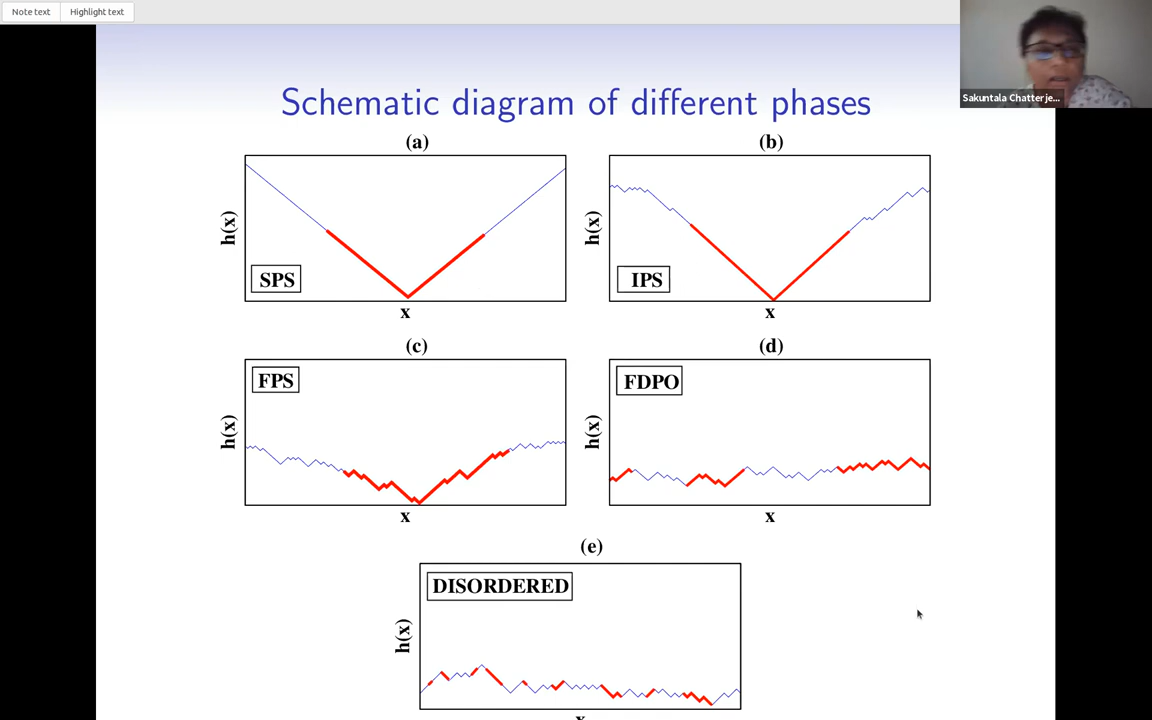 Note text Highlight text
Sakuntala Chatterje...
Schematic diagram of different phases
(a) (b)
h(x) SPS h(x) IPS
x x
(c) (d)
h(x) FPS h(x) FDPO
x x
(e)
h(x) DISORDERED
x